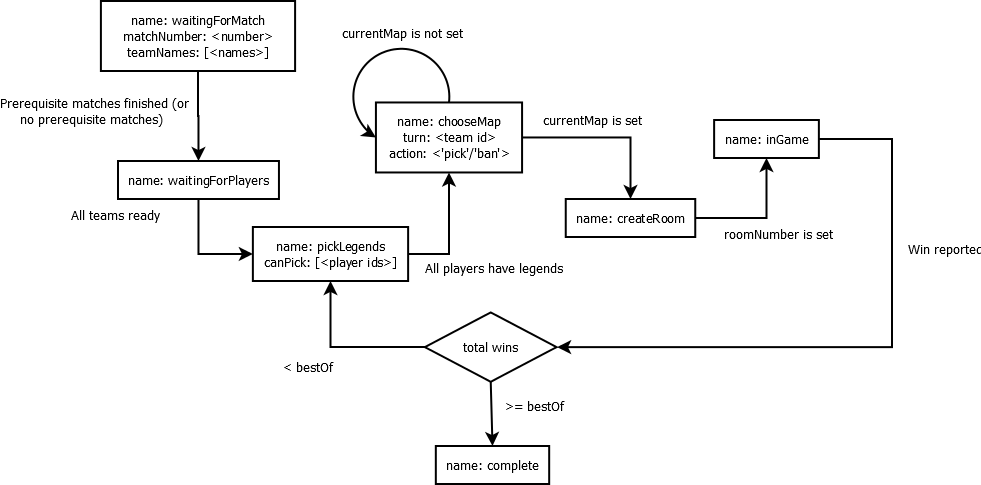 name: waitingForMatch
matchNumber: <number>
teamNames: [<names>]
Prerequisite matches finished (or
no prerequisite matches)
name: waitingForPlayers
All teams ready
name: pickLegends
canPick: [<player ids>]
All players have legends
currentMap is not set
name: chooseMap
turn: <team id>
action: <'pick'/'ban'>
currentMap is set
name: createRoom
roomNumber is set
name: inGame
Win reported
total wins
< bestOf
>= bestOf
name: complete